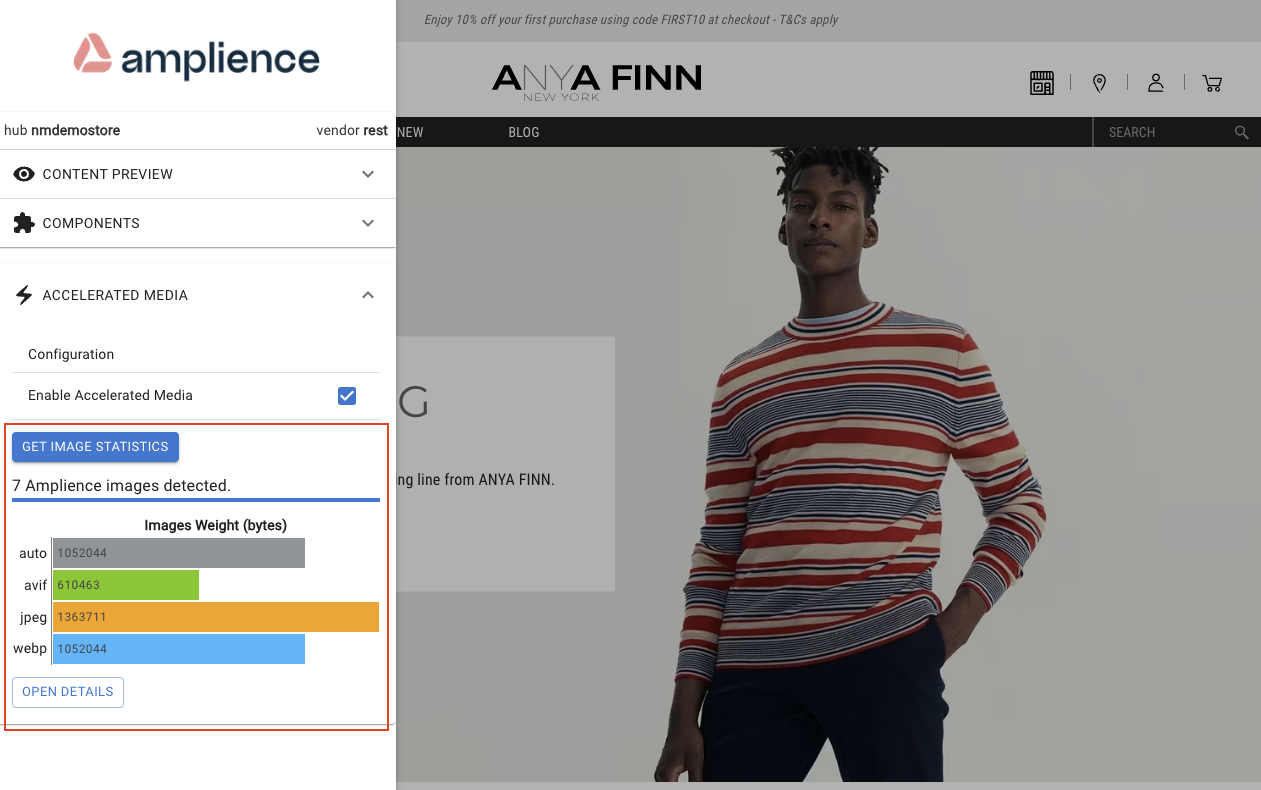 Enjoy 10% off your first purchase using code FIRST10 at checkout - T&Cs apply
amplience
ANYA FINN
NEW YORK
hub nmdemostore
vendor rest
NEW
BLOG
SEARCH
CONTENT PREVIEW
COMPONENTS
ACCELERATED MEDIA
Configuration
Enable Accelerated Media
G
ng line from ANYA FINN.
GET IMAGE STATISTICS
7 Amplience images detected.
Images Weight (bytes)
auto 1052044
avif 610463
jpeg 1363711
webp 1052044
OPEN DETAILS